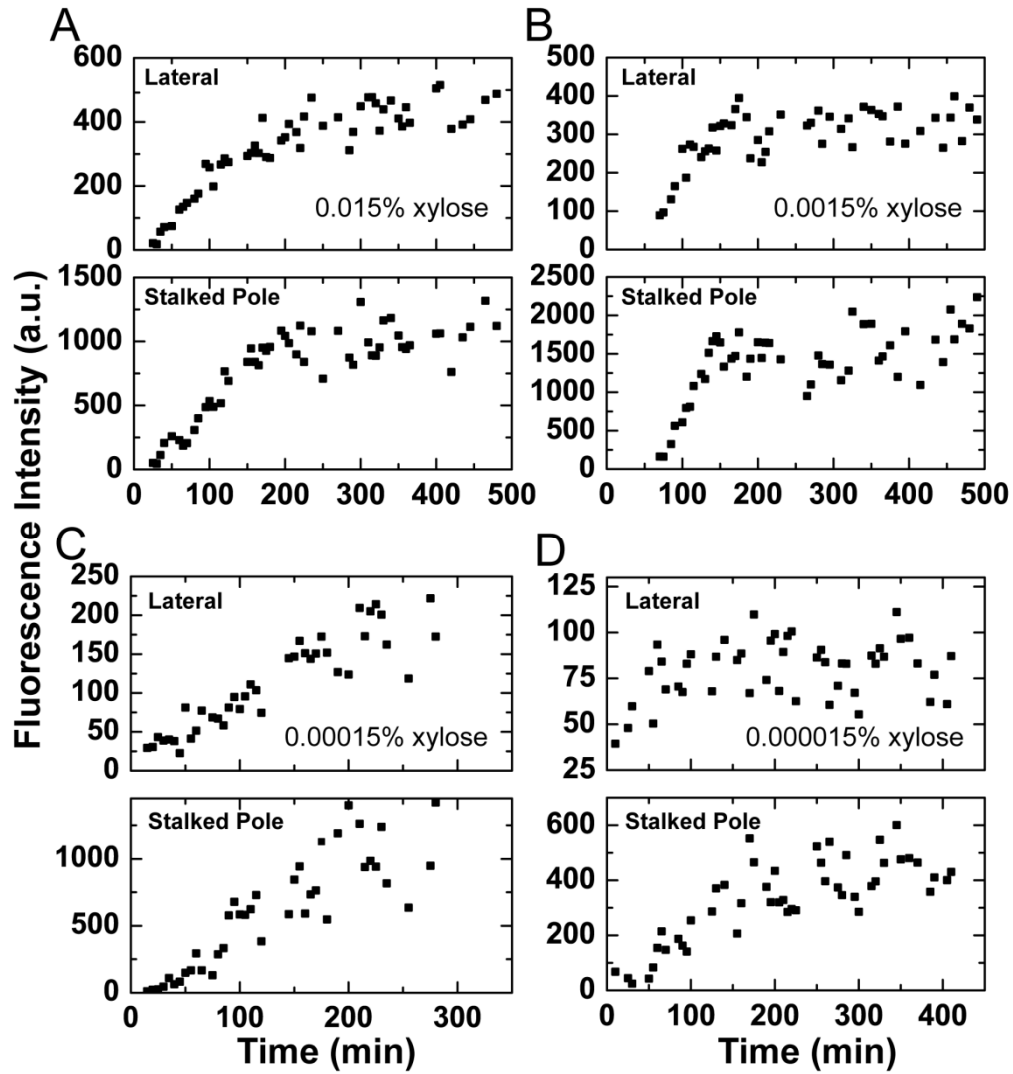 Fluorescence Intensity (a.u.)
A
Lateral
0.015% xylose
600
400
200
0
Stalked Pole
1500
1000
500
0
0 100 200 300 400 500
B
Lateral
0.0015% xylose
500
400
300
200
100
0
Stalked Pole
2500
2000
1500
1000
500
0
0 100 200 300 400 500
C
Lateral
0.00015% xylose
250
200
150
100
50
0
Stalked Pole
1000
500
0
0 100 200 300
Time (min)
D
Lateral
0.000015% xylose
125
100
75
50
25
Stalked Pole
600
400
200
0
0 100 200 300 400
Time (min)